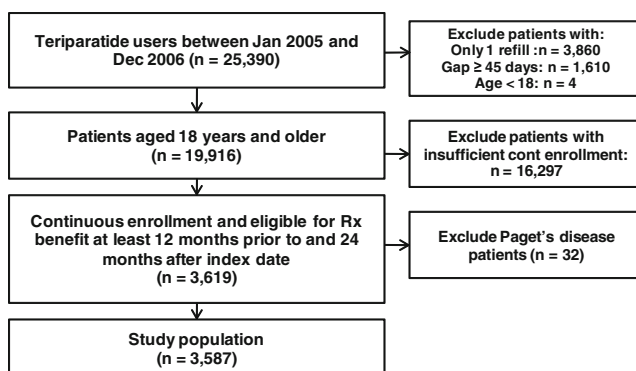 Teriparatide users between Jan 2005 and
Dec 2006 (n = 25,390)
Exclude patients with:
Only 1 refill :n = 3,860
Gap ≥ 45 days: n = 1,610
Age < 18: n = 4
Patients aged 18 years and older
(n = 19,916)
Exclude patients with
insufficient cont enrollment:
n = 16,297
Continuous enrollment and eligible for Rx
benefit at least 12 months prior to and 24
months after index date
(n = 3,619)
Exclude Paget's disease
patients (n = 32)
Study population
(n = 3,587)